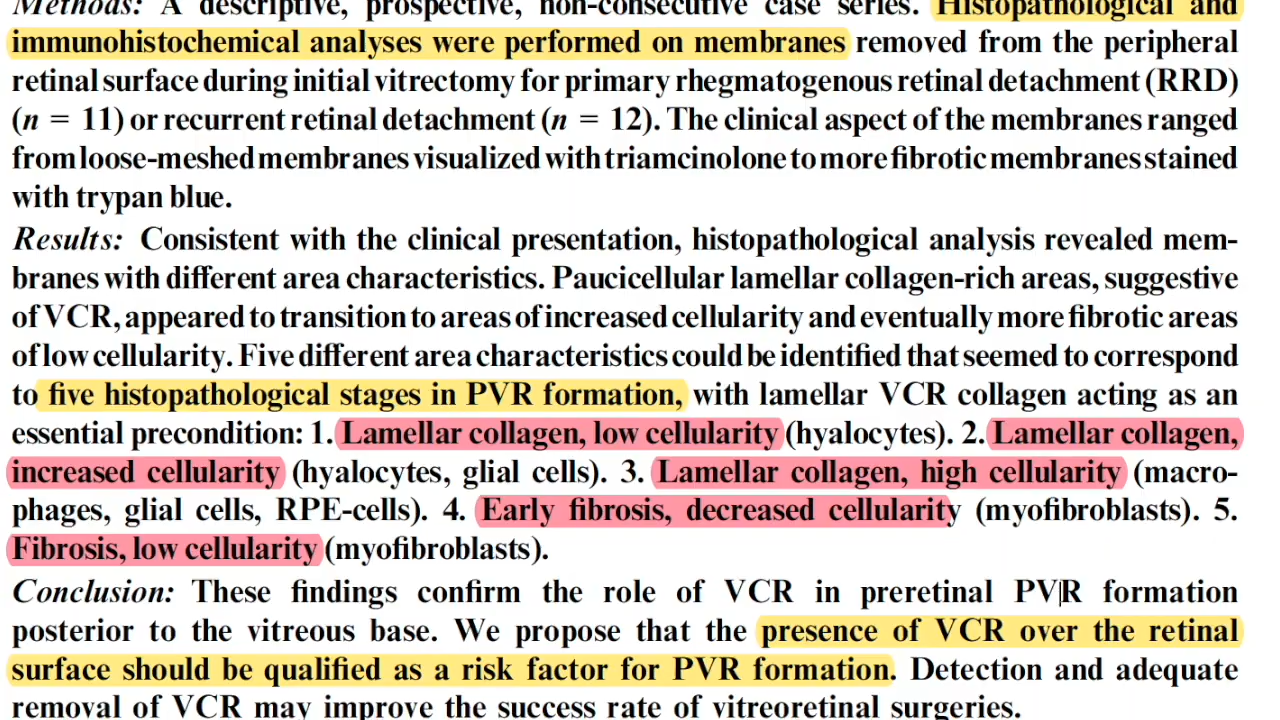 Methods: A descriptive, prospective, non-consecutive case series. Histopathological and
immunohistochemical analyses were performed on membranes removed from the peripheral
retinal surface during initial vitrectomy for primary rhegmatogenous retinal detachment (RRD)
(n = 11) or recurrent retinal detachment (n = 12). The clinical aspect of the membranes ranged
from loose-meshed membranes visualized with triamcinolone to more fibrotic membranes stained
with trypan blue.
Results: Consistent with the clinical presentation, histopathological analysis revealed mem-
branes with different area characteristics. Paucicellular lamellar collagen-rich areas, suggestive
of VCR, appeared to transition to areas of increased cellularity and eventually more fibrotic areas
of low cellularity. Five different area characteristics could be identified that seemed to correspond
to five histopathological stages in PVR formation, with lamellar VCR collagen acting as an
essential precondition: 1. Lamellar collagen, low cellularity (hyalocytes). 2. Lamellar collagen,
increased cellularity (hyalocytes, glial cells). 3. Lamellar collagen, high cellularity (macro-
phages, glial cells, RPE-cells). 4. Early fibrosis, decreased cellularity (myofibroblasts). 5.
Fibrosis, low cellularity (myofibroblasts).
Conclusion: These findings confirm the role of VCR in preretinal PVR formation
posterior to the vitreous base. We propose that the presence of VCR over the retinal
surface should be qualified as a risk factor for PVR formation. Detection and adequate
removal of VCR may improve the success rate of vitreoretinal surgeries.